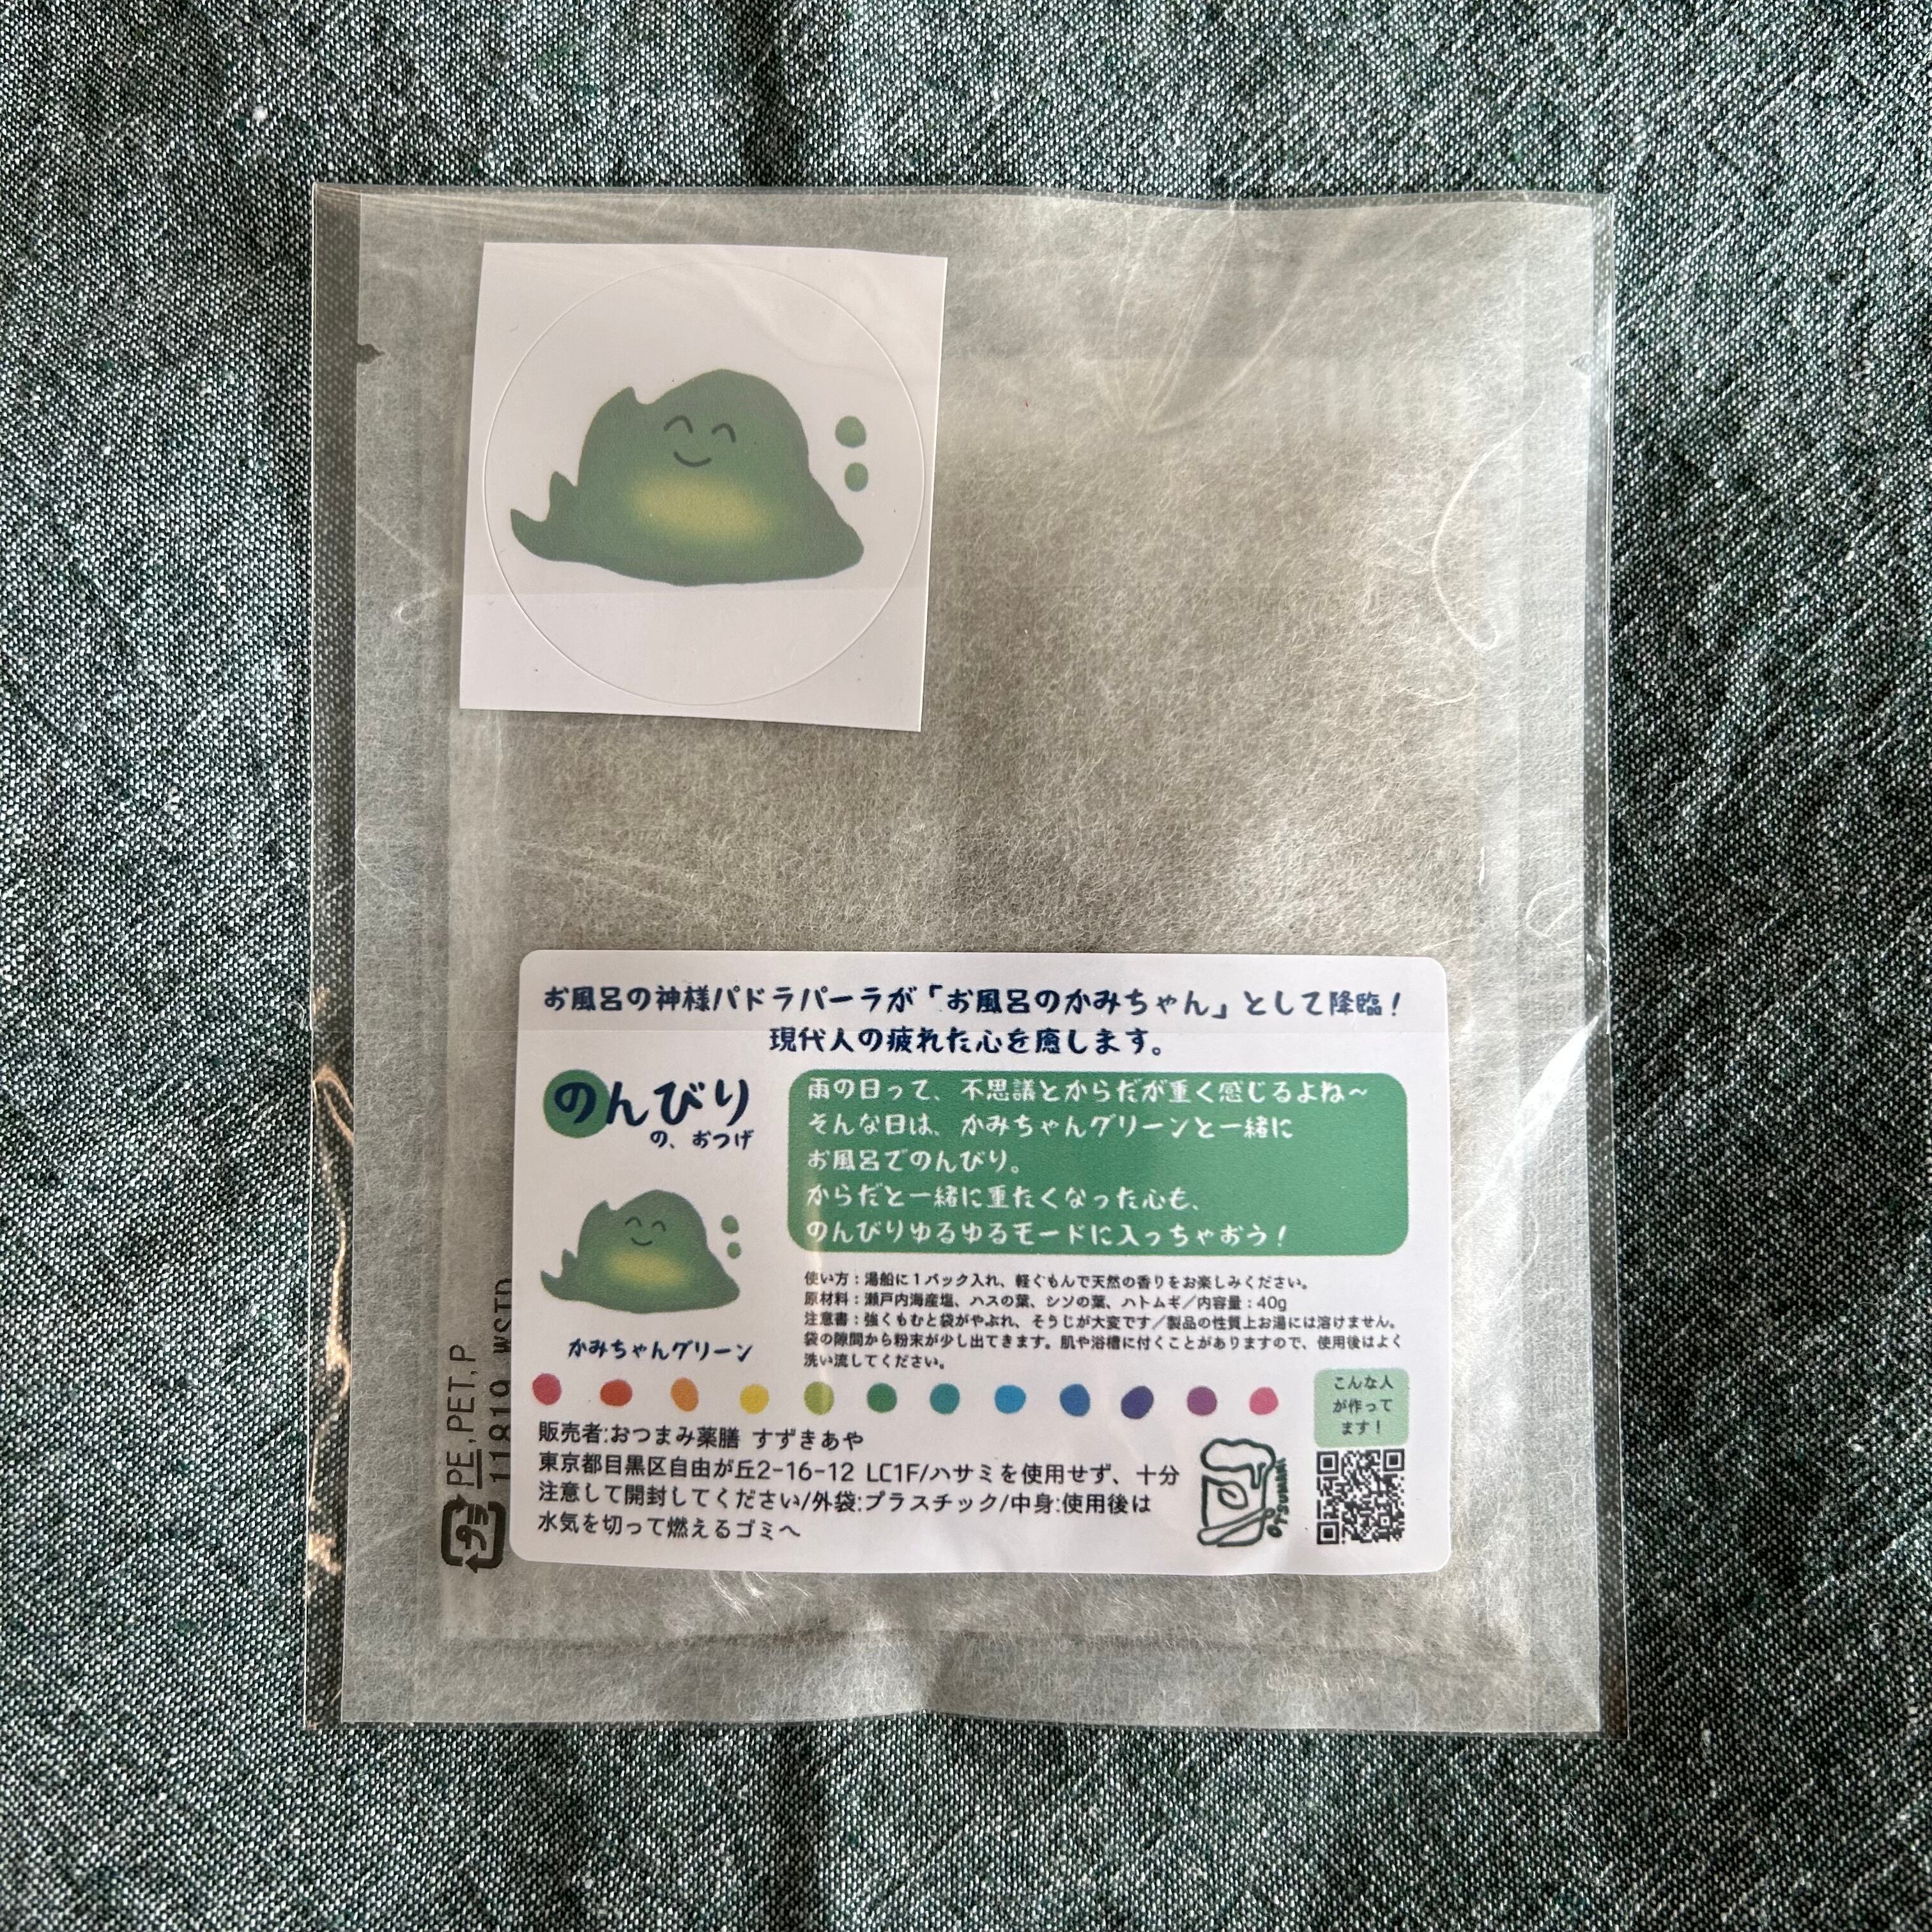 お風呂の神様パドラパーラが「お風呂のかみちゃん」として降臨！
現代人の疲れた心を癒します。
のんびり
の、おつげ
雨の日って、不思議とからだが重く感じるよね～
そんな日は、かみちゃんグリーンと一緒に
お風呂でのんびり。
からだと一緒に重たくなった心も、
のんびりゆるゆるモードに入っちゃおう！
かみちゃんグリーン
使い方：湯船に1パック入れ、軽くもんで天然の香りをお楽しみください。
原材料：瀬戸内海産塩、ハスの葉、シソの葉、ハトムギ／内容量：40g
注意書：強くもむと袋がやぶれ、そうじが大変です／製品の性質上お湯には溶けません。
袋の隙間から粉末が少し出てきます。肌や浴槽に付くことがありますので、使用後はよく
洗い流してください。
こんな人
が作って
ます！
販売者:おつまみ薬膳 すずきあや
東京都目黒区自由が丘2-16-12 LC1F/ハサミを使用せず、十分
注意して開封してください/外袋:プラスチック/中身:使用後は
水気を切って燃えるゴミへ
OTSUMAMI
プラ
PE,PET,P
11819 WSTD